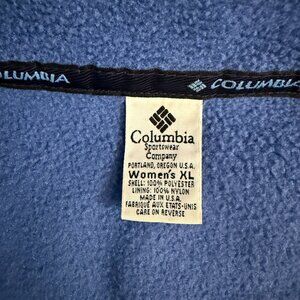 COLUMBIA
COLUMBIA
Columbia
Sportswear
Company
PORTLAND, OREGON U.S.A.
Women's XL
SHELL: 100% POLYESTER
LINING: 100% NYLON
MADE IN U.S.A.
FABRIQUÉ AUX ETATS-UNIS
CARE ON REVERSE